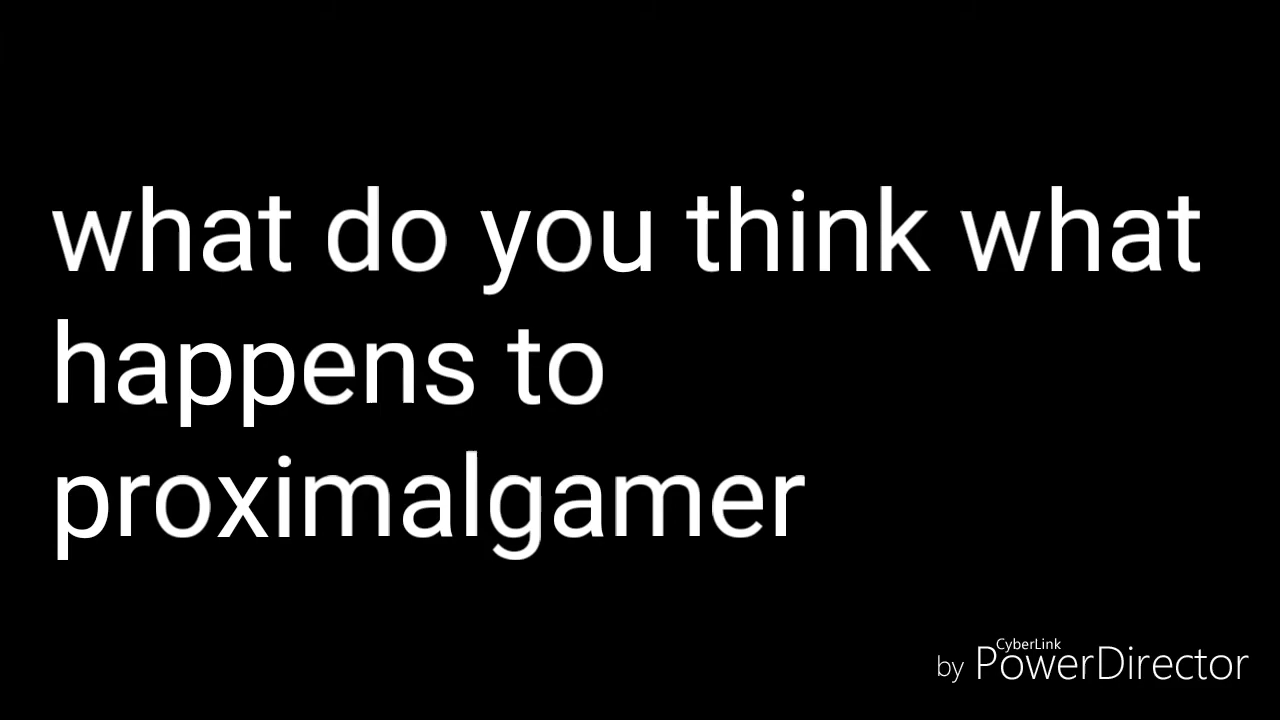 what do you think what
happens to
proximalgamer
CyberLink
by PowerDirector